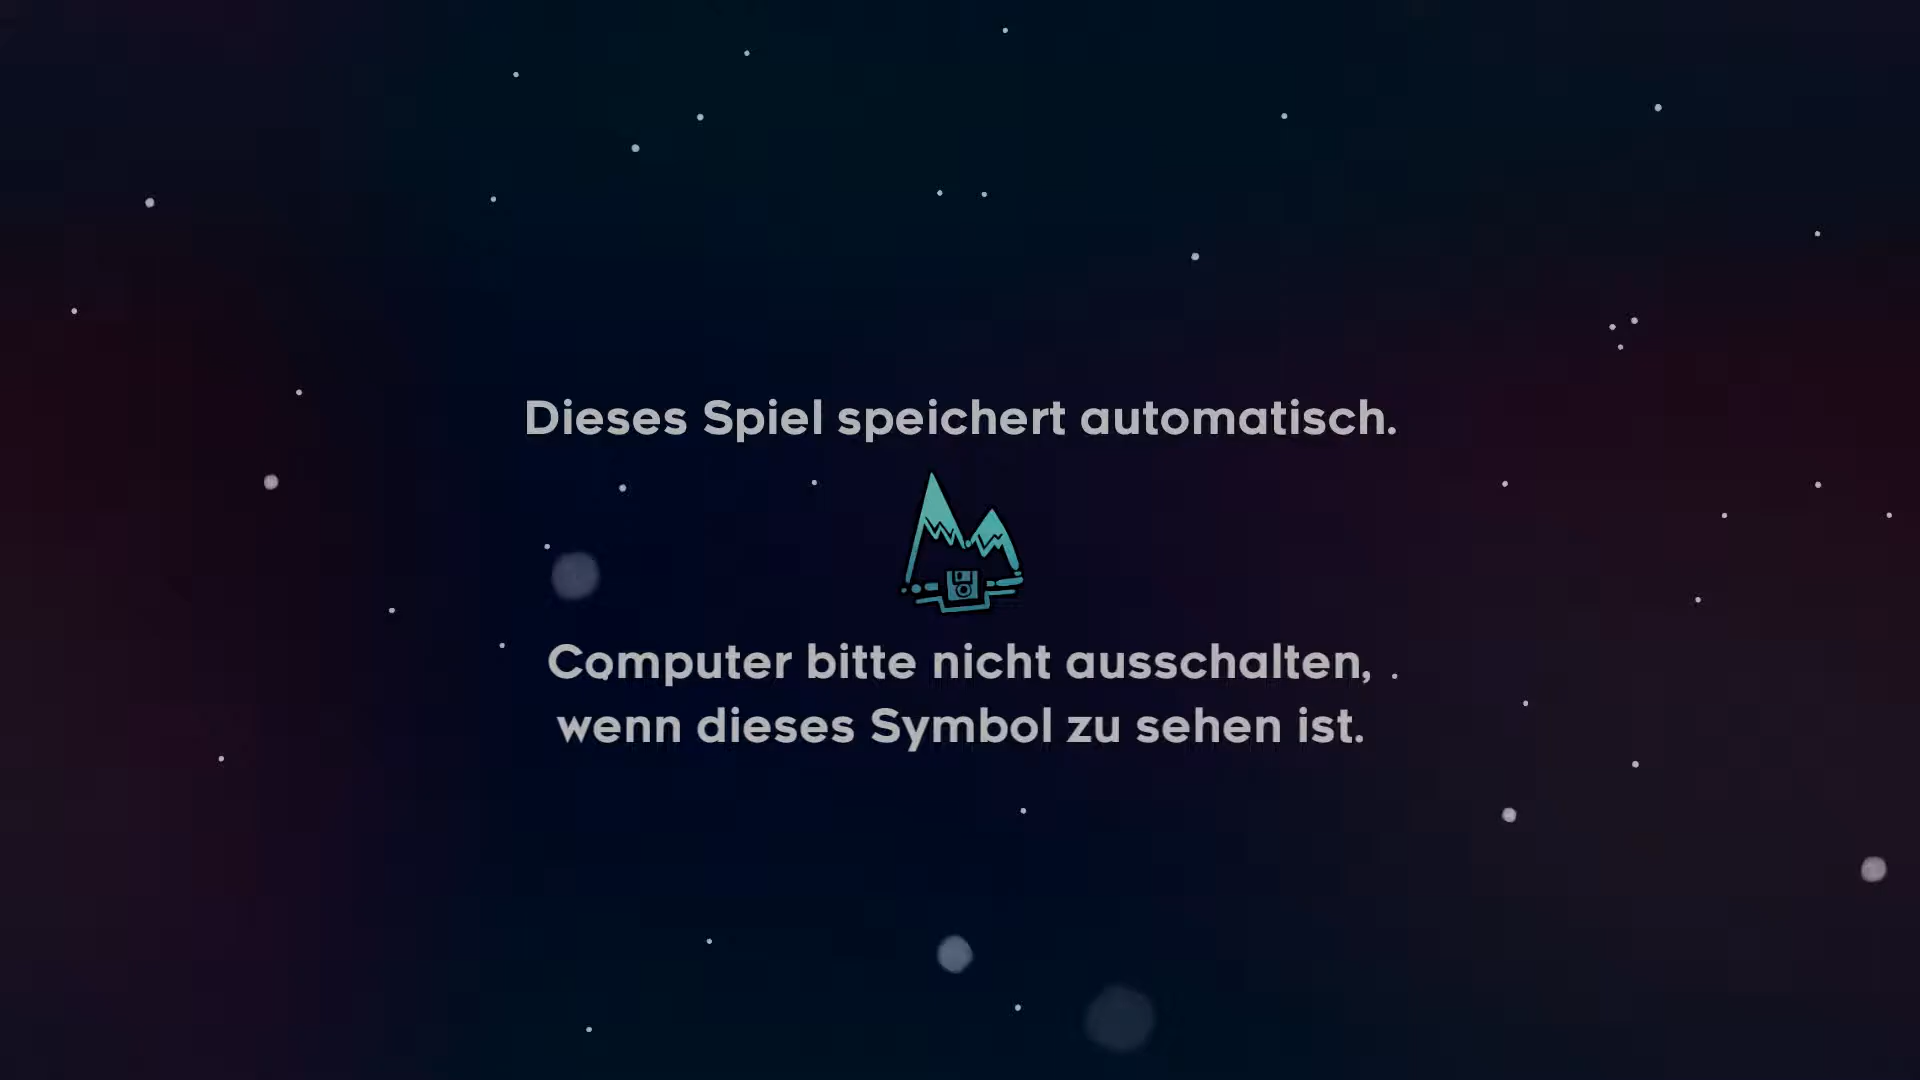 Dieses Spiel speichert automatisch.
Computer bitte nicht ausschalten,
wenn dieses Symbol zu sehen ist.